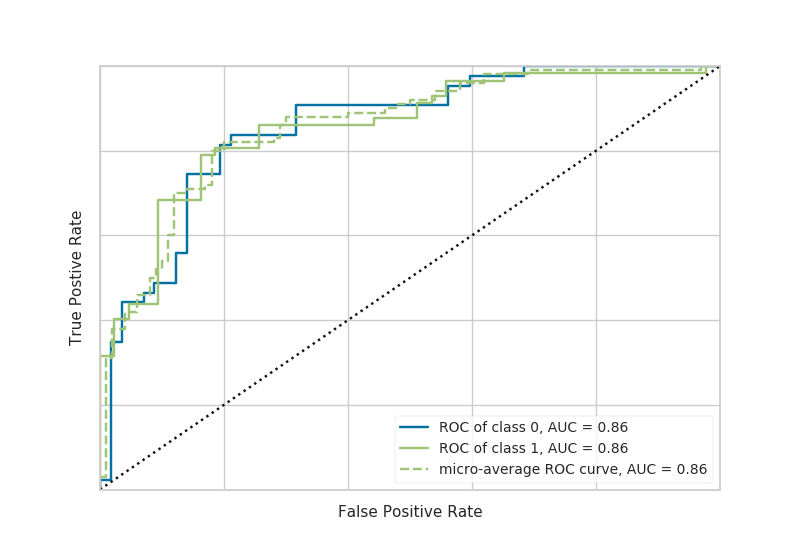 True Postive Rate
ROC of class 0, AUC = 0.86
ROC of class 1, AUC = 0.86
micro-average ROC curve, AUC = 0.86
False Positive Rate